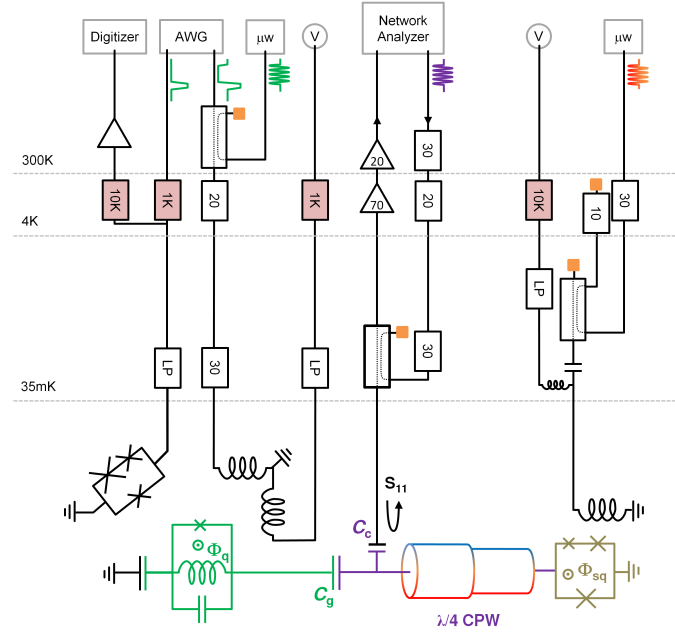 Digitizer
AWG
μw
V
Network
Analyzer
V
μw
20
30
300K
10K
1K
20
1K
70
20
10K
10
30
4K
LP
LP
30
LP
30
35mK
S11
Cc
Φq
Cg
Φsq
λ/4 CPW